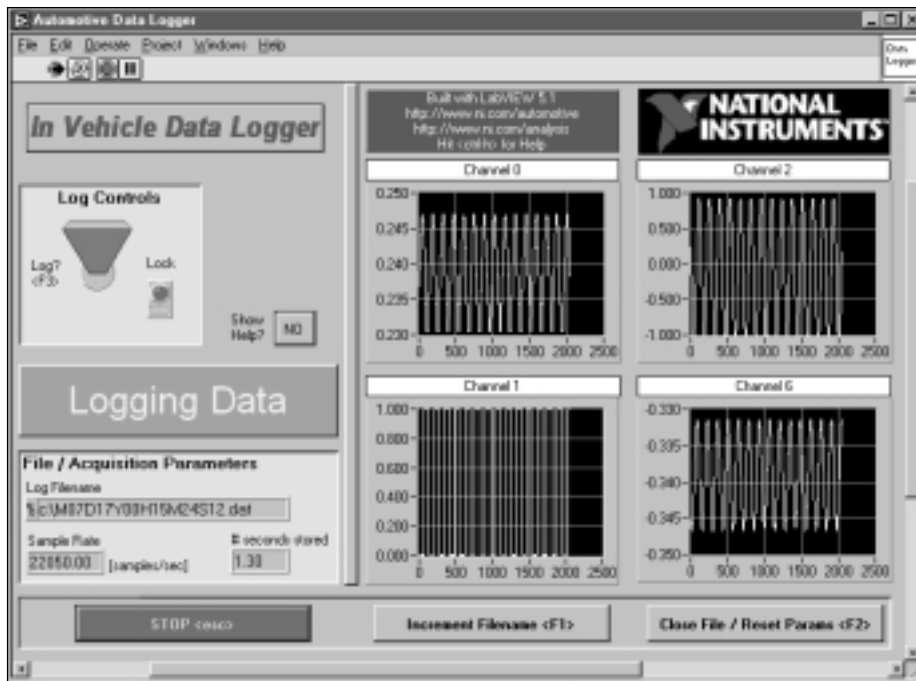 Automotive Data Logger
File Edit Operate Project Windows Help
Data Logger
In Vehicle Data Logger
Built with LabVIEW 5.1
http://www.ni.com/automotive
http://www.ni.com/analysis
Hit <ctrl-h> for Help
NATIONAL
INSTRUMENTS
Log Controls
Log?
<F3>
Lock
Show
Help?
NO
Logging Data
File / Acquisition Parameters
Log Filename
c:\M07D17Y00H15M24S12.dat
Sample Rate
22050.00 [samples/sec]
# seconds stored
1.30
Channel 0
0.250
0.245
0.240
0.235
0.230
0 500 1000 1500 2000 2500
Channel 2
1.000
0.500
0.000
-0.500
-1.000
0 500 1000 1500 2000 2500
Channel 1
1.000
0.800
0.600
0.400
0.200
0.000
0 500 1000 1500 2000 2500
Channel 6
-0.330
-0.335
-0.340
-0.345
-0.350
0 500 1000 1500 2000 2500
STOP <esc>
Increment Filename <F1>
Close File / Reset Params <F2>